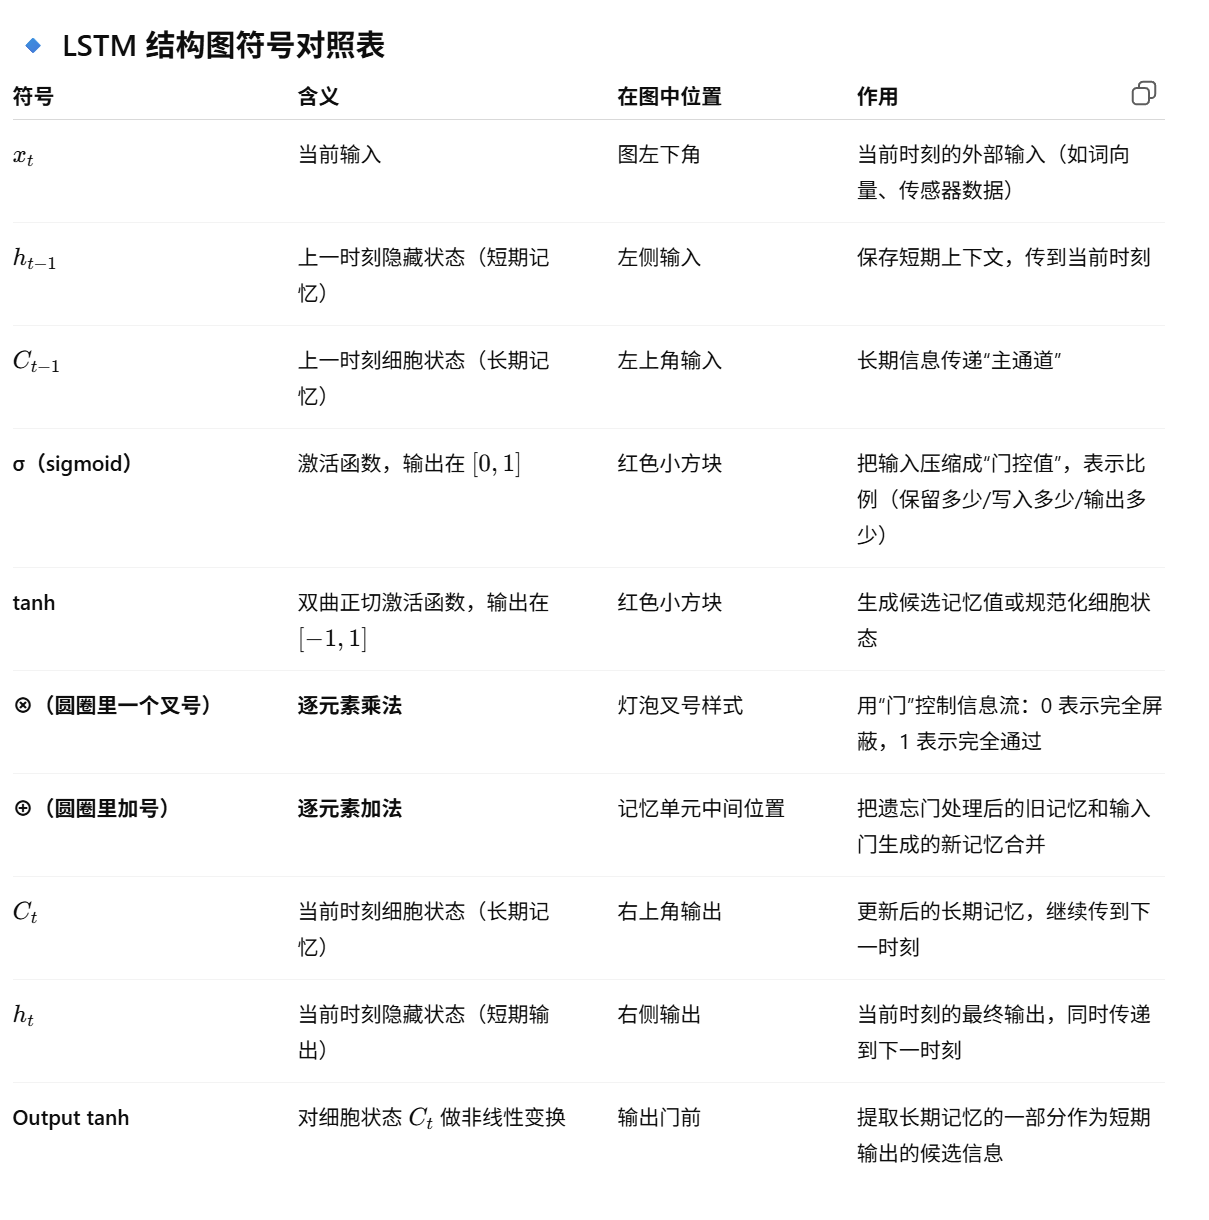 LSTM 结构图符号对照表
符号 含义 在图中位置 作用
x_t 当前输入 图左下角 当前时刻的外部输入（如词向
量、传感器数据）
h_{t−1} 上一时刻隐藏状态（短期记 左侧输入 保存短期上下文，传到当前时刻
忆）
C_{t−1} 上一时刻细胞状态（长期记 左上角输入 长期信息传递“主通道”
忆）
σ（sigmoid） 激活函数，输出在 [0, 1] 红色小方块 把输入压缩成“门控值”，表示比
例（保留多少/写入多少/输出多
少）
tanh 双曲正切激活函数，输出在 红色小方块 生成候选记忆值或规范化细胞状
[−1, 1] 态
⊗（圆圈里一个叉号） 逐元素乘法 灯泡叉号样式 用“门”控制信息流：0 表示完全屏
蔽，1 表示完全通过
⊕（圆圈里加号） 逐元素加法 记忆单元中间位置 把遗忘门处理后的旧记忆和输入
门生成的新记忆合并
C_t 当前时刻细胞状态（长期记 右上角输出 更新后的长期记忆，继续传到下
忆） 一时刻
h_t 当前时刻隐藏状态（短期输 右侧输出 当前时刻的最终输出，同时传递
出） 到下一时刻
Output tanh 对细胞状态 C_t 做非线性变换 输出门前 提取长期记忆的一部分作为短期
输出的候选信息